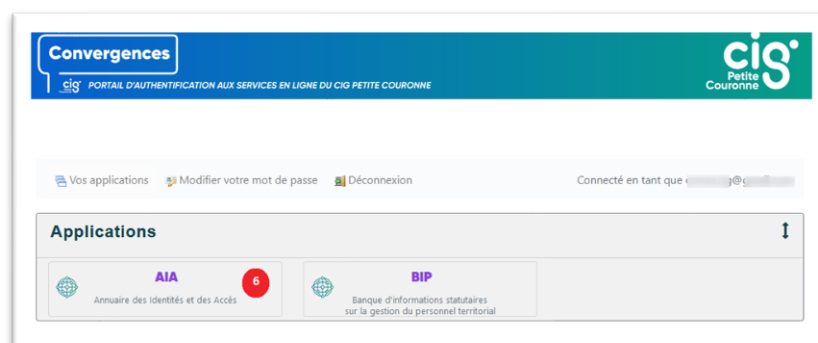 Convergences
cig PORTAIL D'AUTHENTIFICATION AUX SERVICES EN LIGNE DU CIG PETITE COURONNE
cig
Petite
Couronne
Vos applications Modifier votre mot de passe Déconnexion Connecté en tant que @
Applications
AIA 6
Annuaire des Identités et des Accès
BIP
Banque d'informations statutaires
sur la gestion du personnel territorial